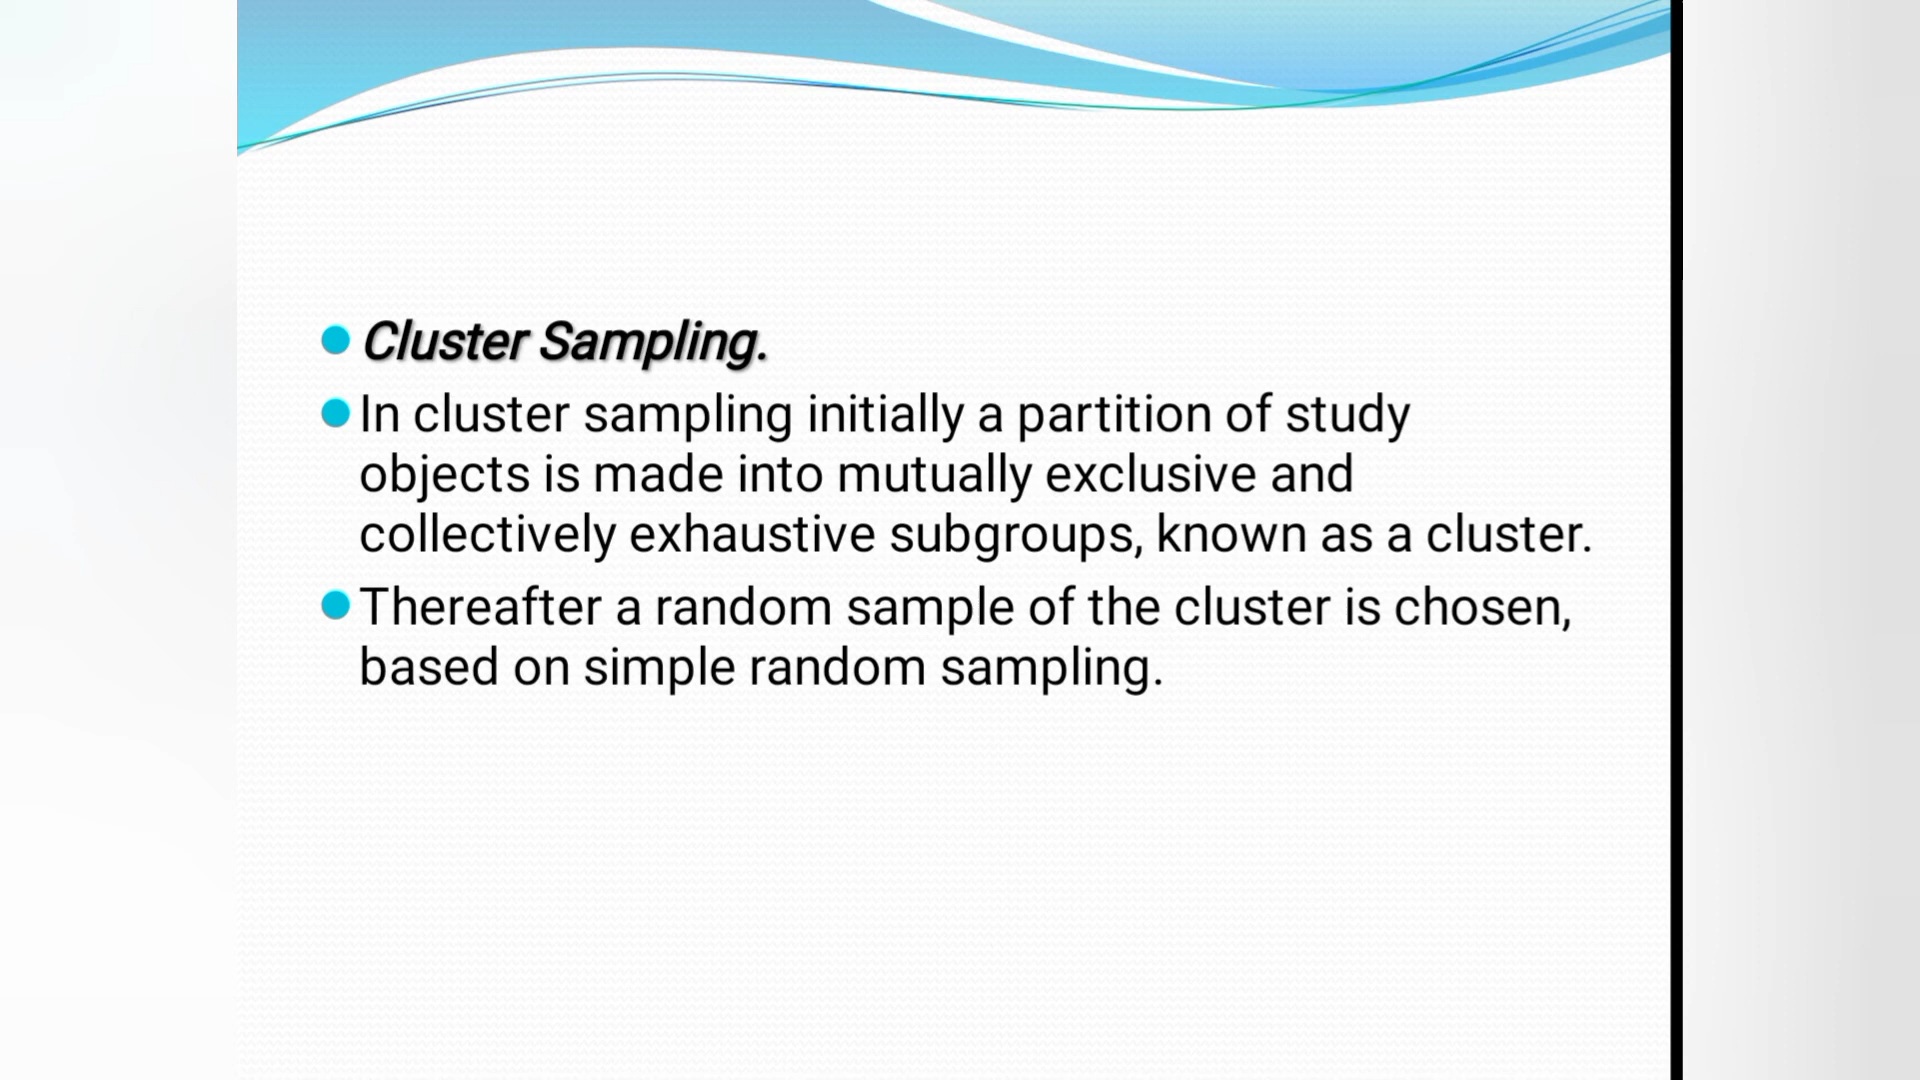 Cluster Sampling.
In cluster sampling initially a partition of study
objects is made into mutually exclusive and
collectively exhaustive subgroups, known as a cluster.
Thereafter a random sample of the cluster is chosen,
based on simple random sampling.